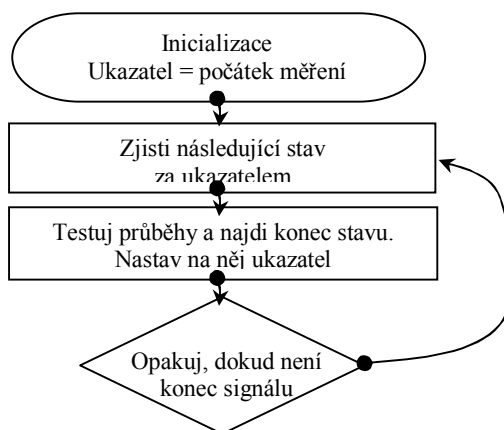 Inicializace
Ukazatel = počátek měření
Zjisti následující stav
za ukazatelem
Testuj průběhy a najdi konec stavu.
Nastav na něj ukazatel
Opakuj, dokud není
konec signálu